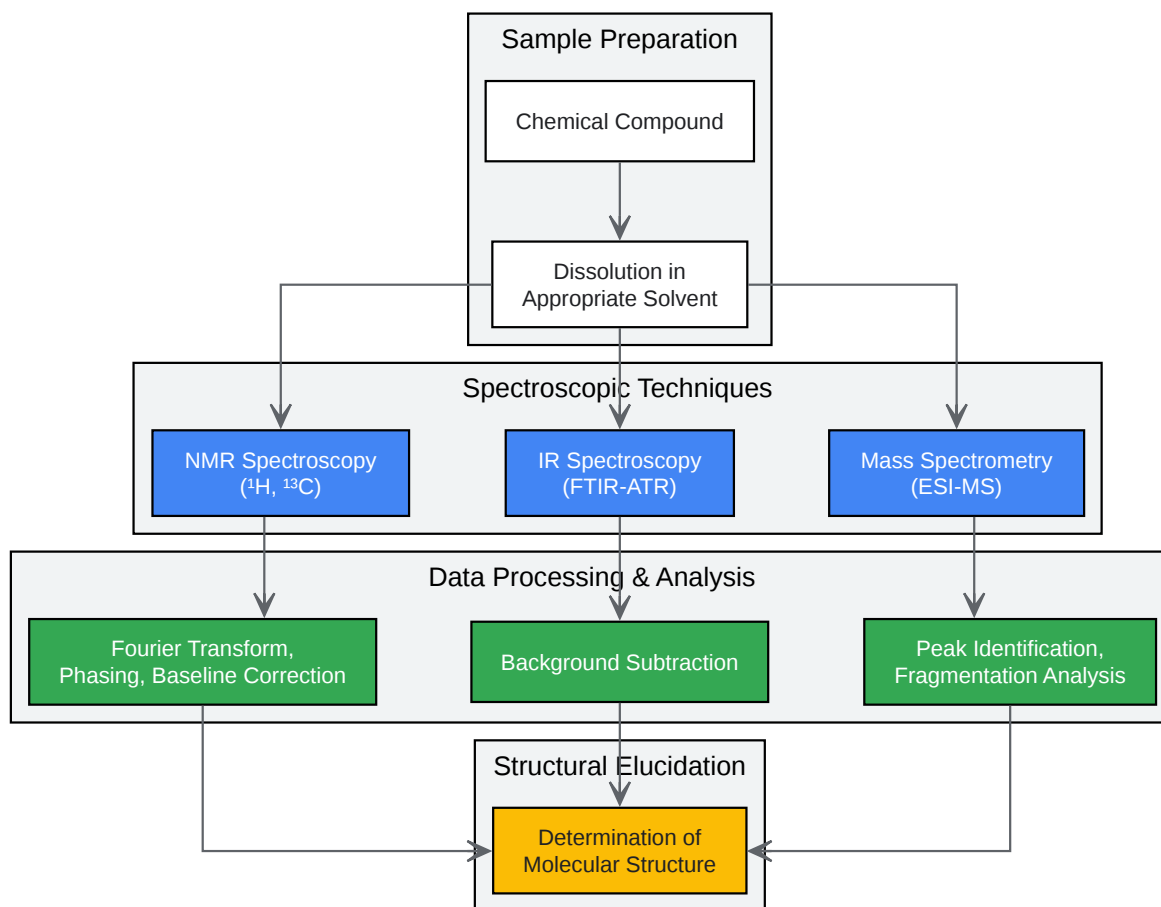 Sample Preparation
Chemical Compound
Dissolution in
Appropriate Solvent
Spectroscopic Techniques
NMR Spectroscopy
(¹H, ¹³C)
IR Spectroscopy
(FTIR-ATR)
Mass Spectrometry
(ESI-MS)
Data Processing & Analysis
Fourier Transform,
Phasing, Baseline Correction
Background Subtraction
Peak Identification,
Fragmentation Analysis
Structural Elucidation
Determination of
Molecular Structure